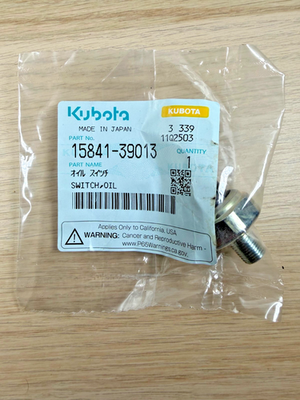 Kubota
KUBOTA
MADE IN JAPAN
3 339
PART No.
1102503
15841-39013
QUANTITY
1
PART NAME
オイル スイツチ
SWITCH,OIL
Applies Only to California, USA
WARNING: Cancer and Reproductive Harm -
www.P65Warnings.ca.gov.